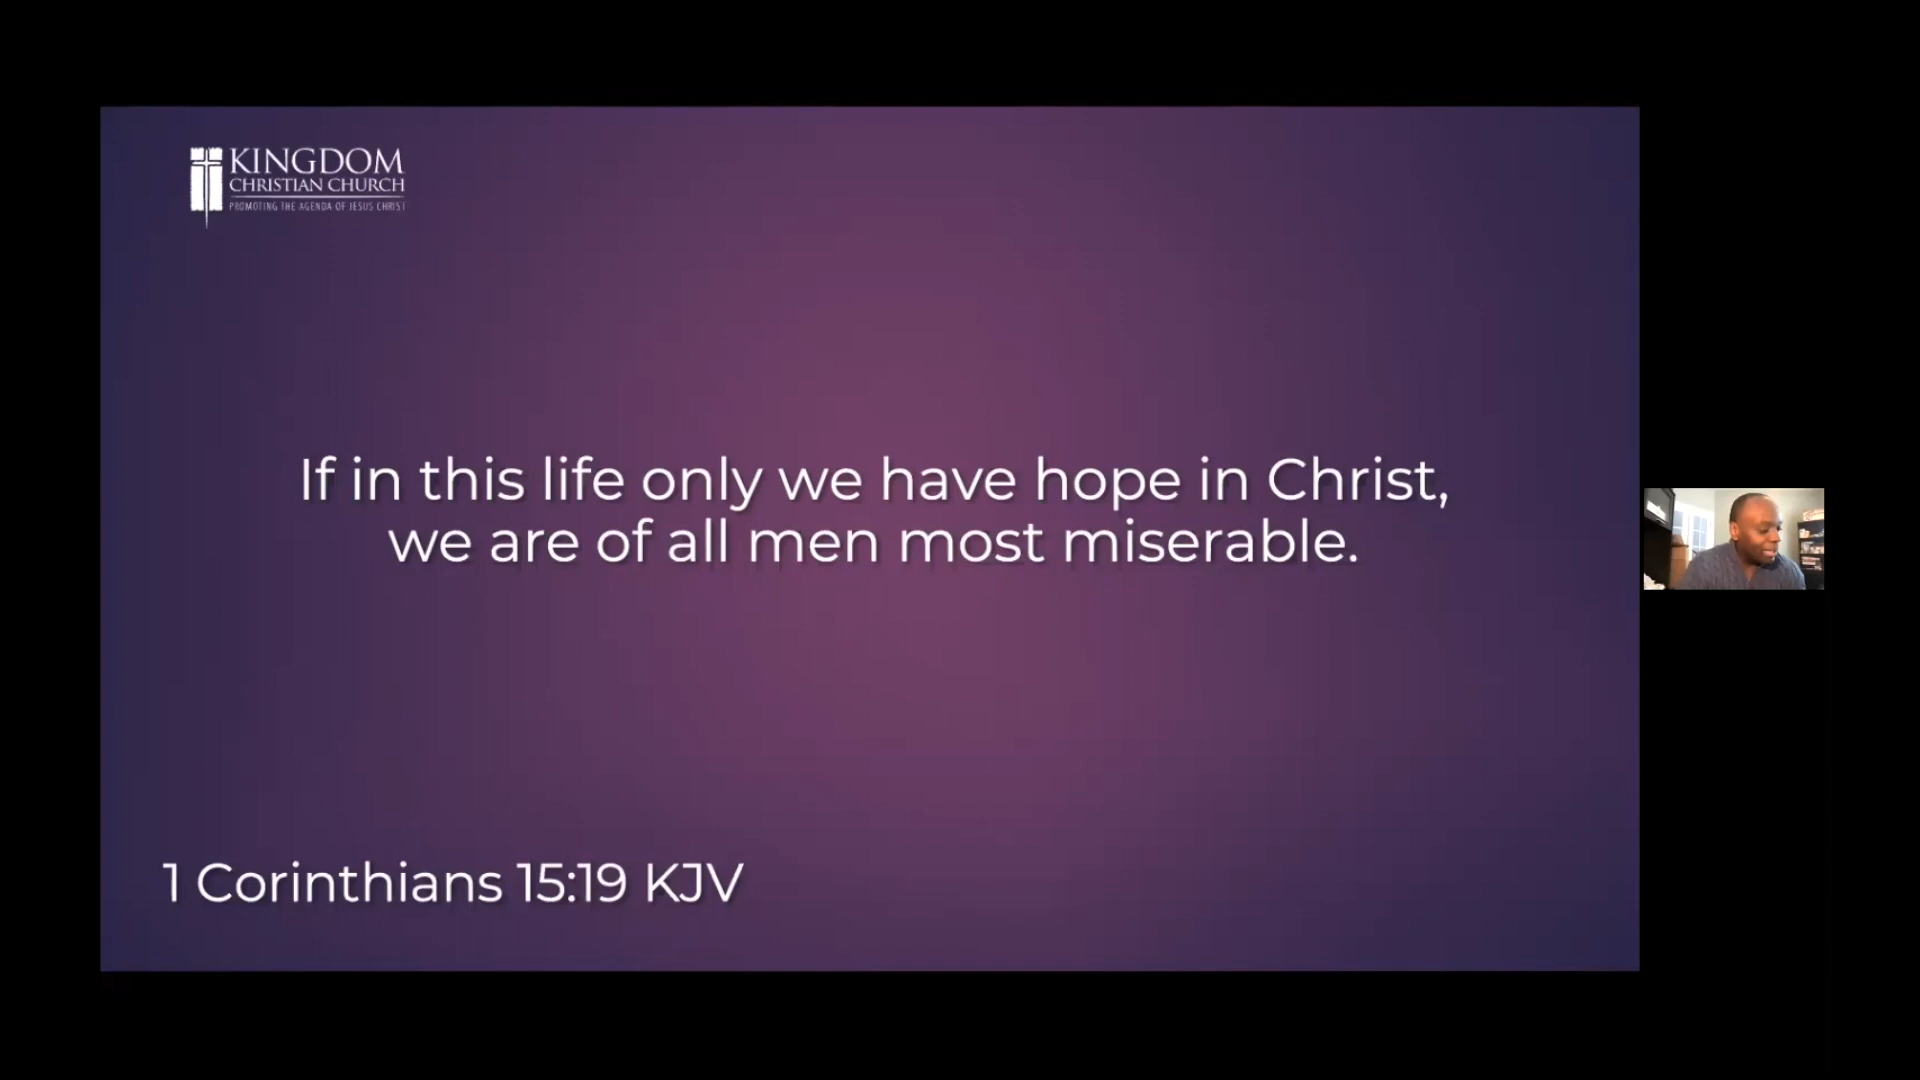 KINGDOM
CHRISTIAN CHURCH
PROMOTING THE AGENDA OF JESUS CHRIST
If in this life only we have hope in Christ,
we are of all men most miserable.
1 Corinthians 15:19 KJV